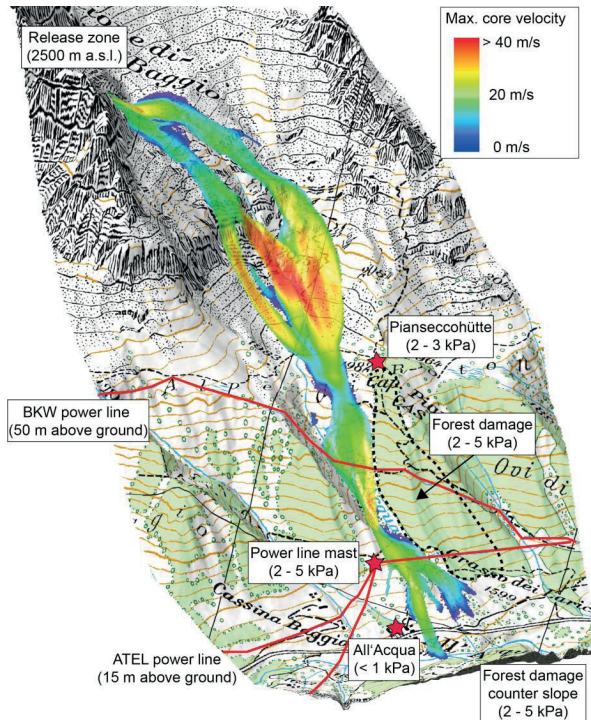 Release zone
(2500 m a.s.l.)
Baggio
Max. core velocity
> 40 m/s
20 m/s
0 m/s
Pianseccohütte
(2 - 3 kPa)
BKW power line
(50 m above ground)
Forest damage
(2 - 5 kPa)
Ovi di
Power line mast
(2 - 5 kPa)
Cassina Baggio
All'Acqua
(< 1 kPa)
ATEL power line
(15 m above ground)
Forest damage
counter slope
(2 - 5 kPa)